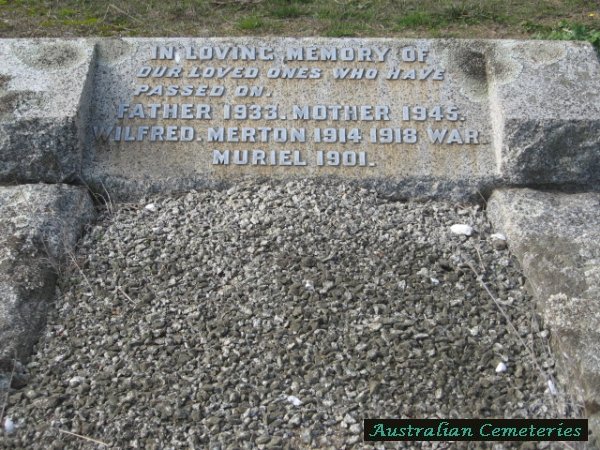 IN LOVING MEMORY OF
OUR LOVED ONES WHO HAVE
PASSED ON.
FATHER 1933. MOTHER 1945.
WILFRED. MERTON 1914 1918 WAR.
MURIEL 1901.
Australian Cemeteries